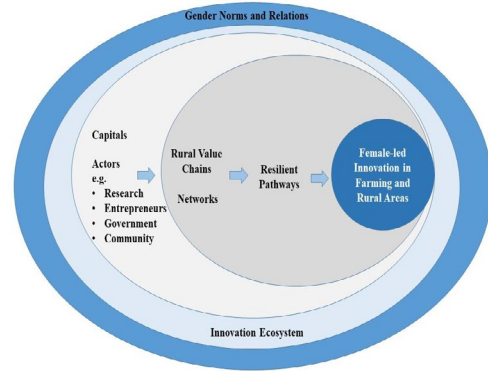 Gender Norms and Relations
Capitals
Actors
e.g.
• Research
• Entrepreneurs
• Government
• Community
Rural Value
Chains
Networks
Resilient
Pathways
Female-led
Innovation in
Farming and
Rural Areas
Innovation Ecosystem